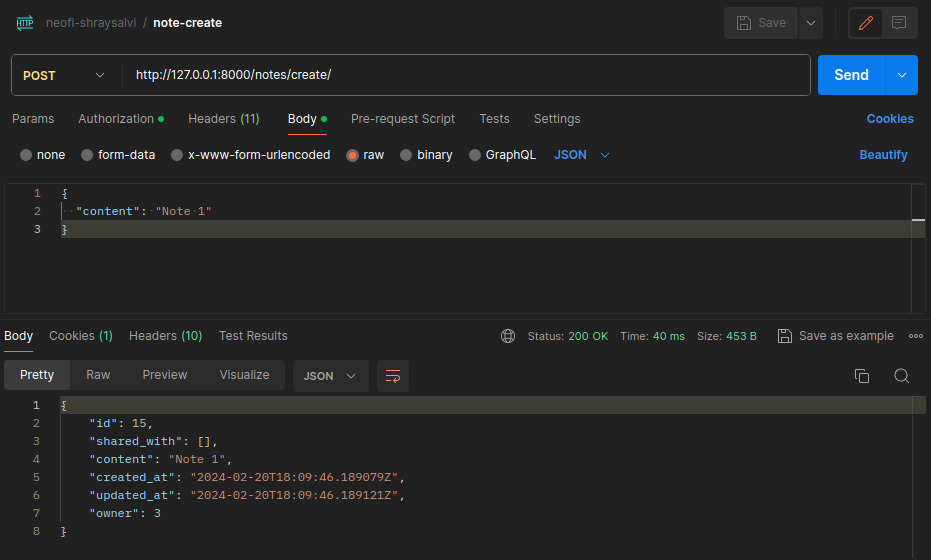 HTTP neofi-shraysalvi / note-create Save
POST http://127.0.0.1:8000/notes/create/ Send
Params Authorization Headers (11) Body Pre-request Script Tests Settings Cookies
none form-data x-www-form-urlencoded raw binary GraphQL JSON Beautify
1 {
2 "content": "Note 1"
3 }
Body Cookies (1) Headers (10) Test Results Status: 200 OK Time: 40 ms Size: 453 B Save as example
Pretty Raw Preview Visualize JSON
1 {
2 "id": 15,
3 "shared_with": [],
4 "content": "Note 1",
5 "created_at": "2024-02-20T18:09:46.189079Z",
6 "updated_at": "2024-02-20T18:09:46.189121Z",
7 "owner": 3
8 }